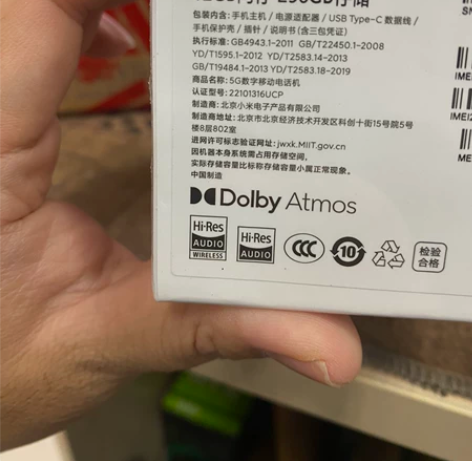 包装内含:手机主机 / 电源适配器 / USB Type-C 数据线 /
手机保护壳 / 插针 / 说明书(含三包凭证)
执行标准: GB4943.1-2011  GB/T22450.1-2008
YD/T1595.1-2012  YD/T2583.14-2013
GB/T19484.1-2013 YD/T2583.18-2019
商品名称: 5G数字移动电话机
认证型号: 22101316UCP
制造商: 北京小米电子产品有限公司
制造商地址: 北京市北京经济技术开发区科创十街15号院5号
楼8层802室
进网许可标志验证网址: jwxk.MIIT.gov.cn
因机器本身系统需占用存储空间,
实际存储容量比标称存储容量小属正常现象。
中国制造
Dolby Atmos
Hi-Res
AUDIO
WIRELESS
Hi-Res
AUDIO
CCC
10
检验
合格
SN
IMEI
IMEI2
ME